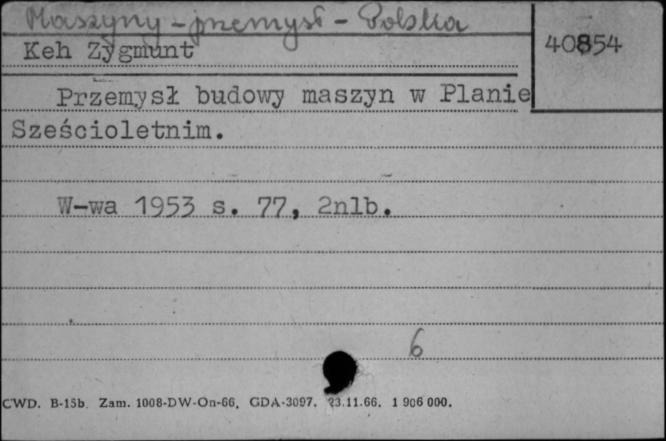 Maszyny - przemysł - Polska
Keh Zygmunt
40854
Przemysł budowy maszyn w Planie
Sześcioletnim.
W-wa 1953 s. 77, 2nlb.
6
CWD. B-15b. Zam. 1008-DW-On-66. GDA-3097. 23.11.66. 1 906 000.